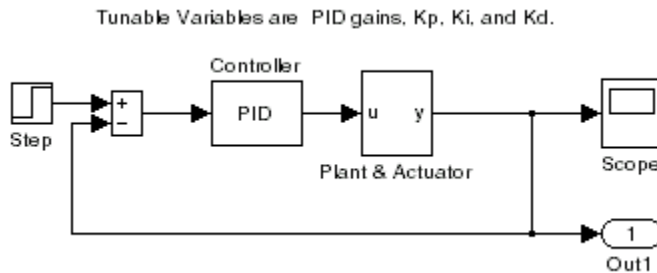 Tunable Variables are PID gains, Kp, Ki, and Kd.
Controller
+
−
PID
u y
Step
Plant & Actuator
Scope
1
Out1